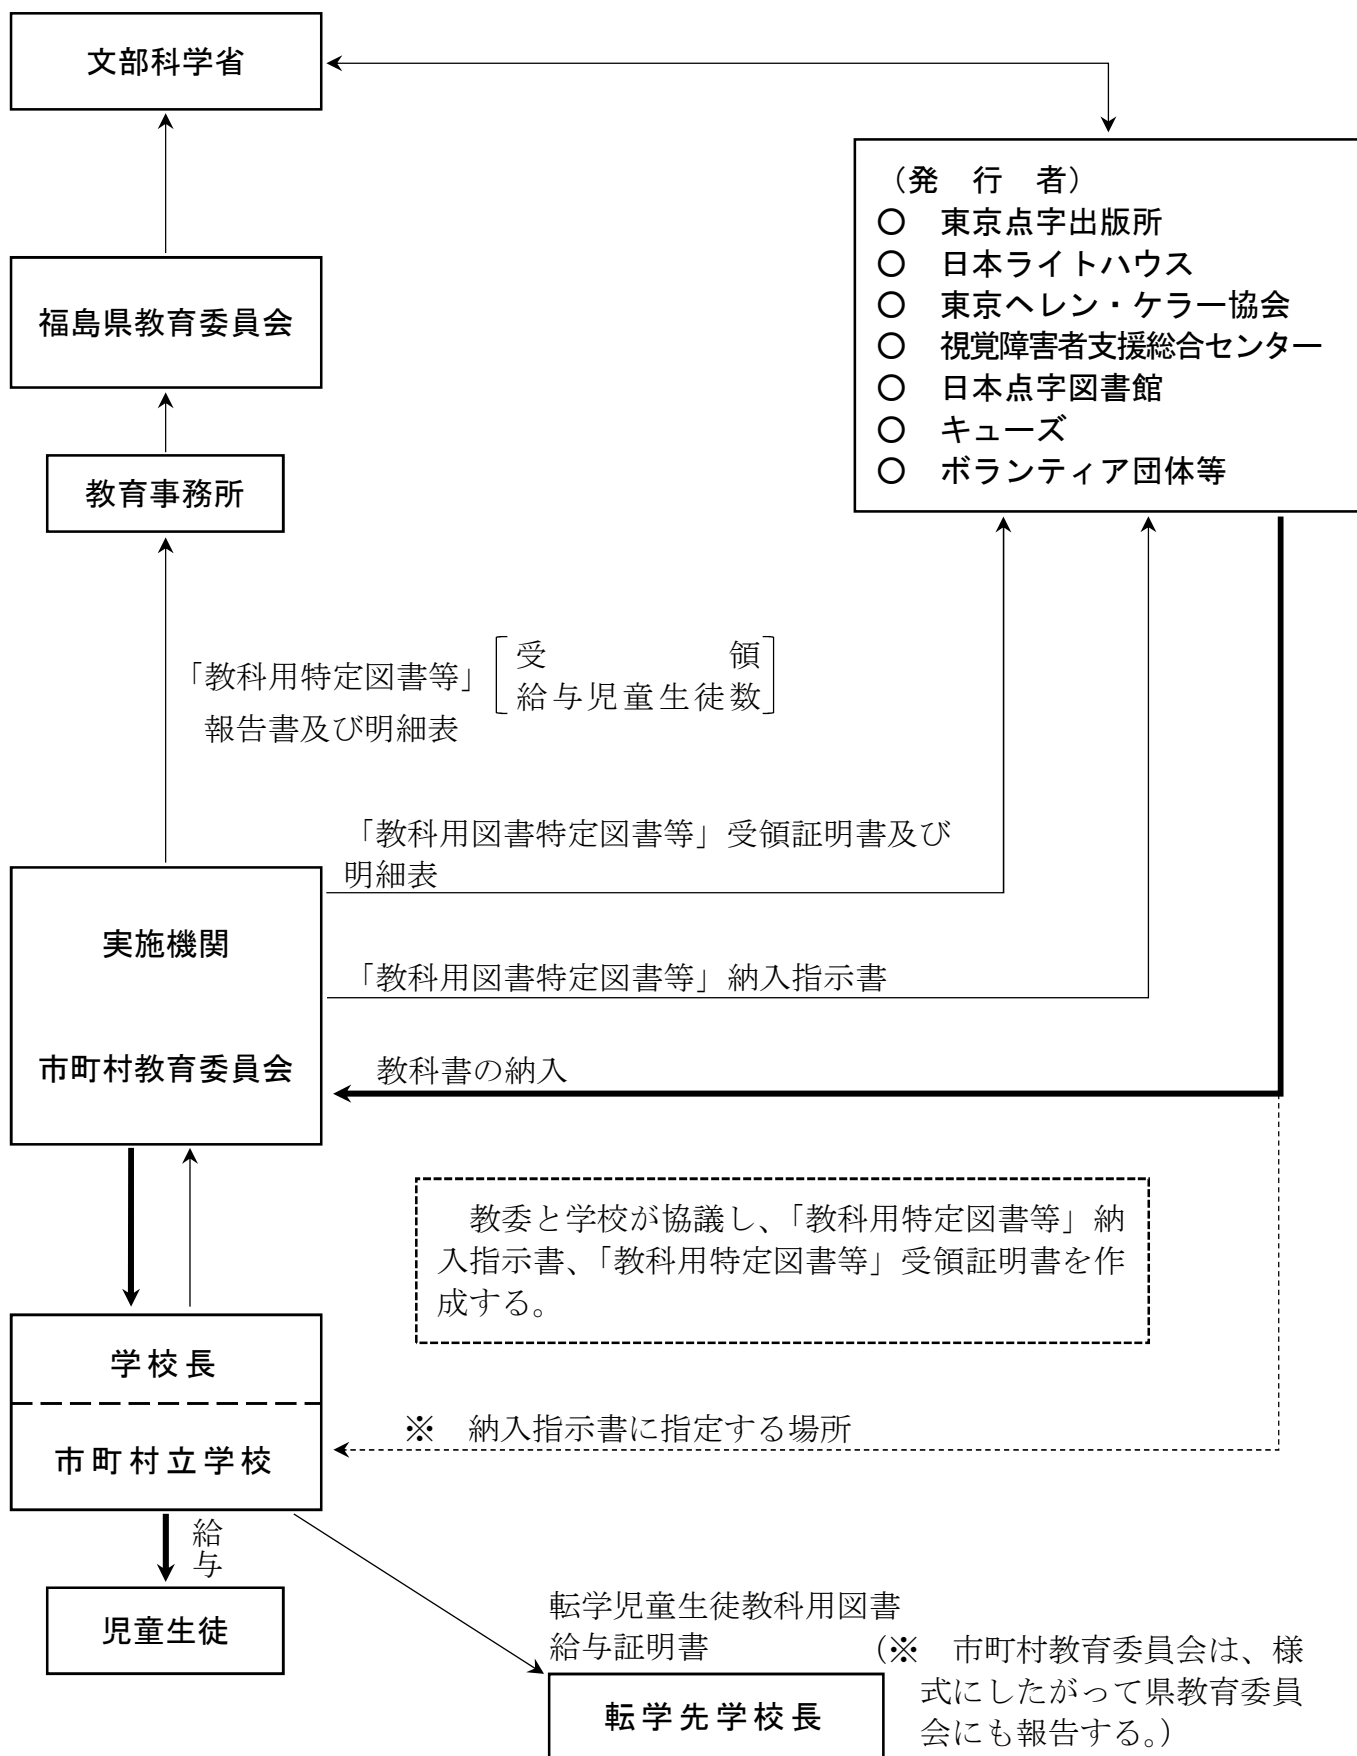 文部科学省
（発　行　者）
○　東京点字出版所
○　日本ライトハウス
○　東京ヘレン・ケラー協会
○　視覚障害者支援総合センター
○　日本点字図書館
○　キューズ
○　ボランティア団体等
福島県教育委員会
教育事務所
「教科用特定図書等」
受　　　　　領
給与児童生徒数
報告書及び明細表
「教科用図書特定図書等」受領証明書及び
明細表
実施機関
「教科用図書特定図書等」納入指示書
市町村教育委員会
教科書の納入
教委と学校が協議し、「教科用特定図書等」納
入指示書、「教科用特定図書等」受領証明書を作
成する。
学校長
※　納入指示書に指定する場所
市町村立学校
給与
児童生徒
転学児童生徒教科用図書
給与証明書
（※　市町村教育委員会は、様
式にしたがって県教育委員
会にも報告する。）
転学先学校長